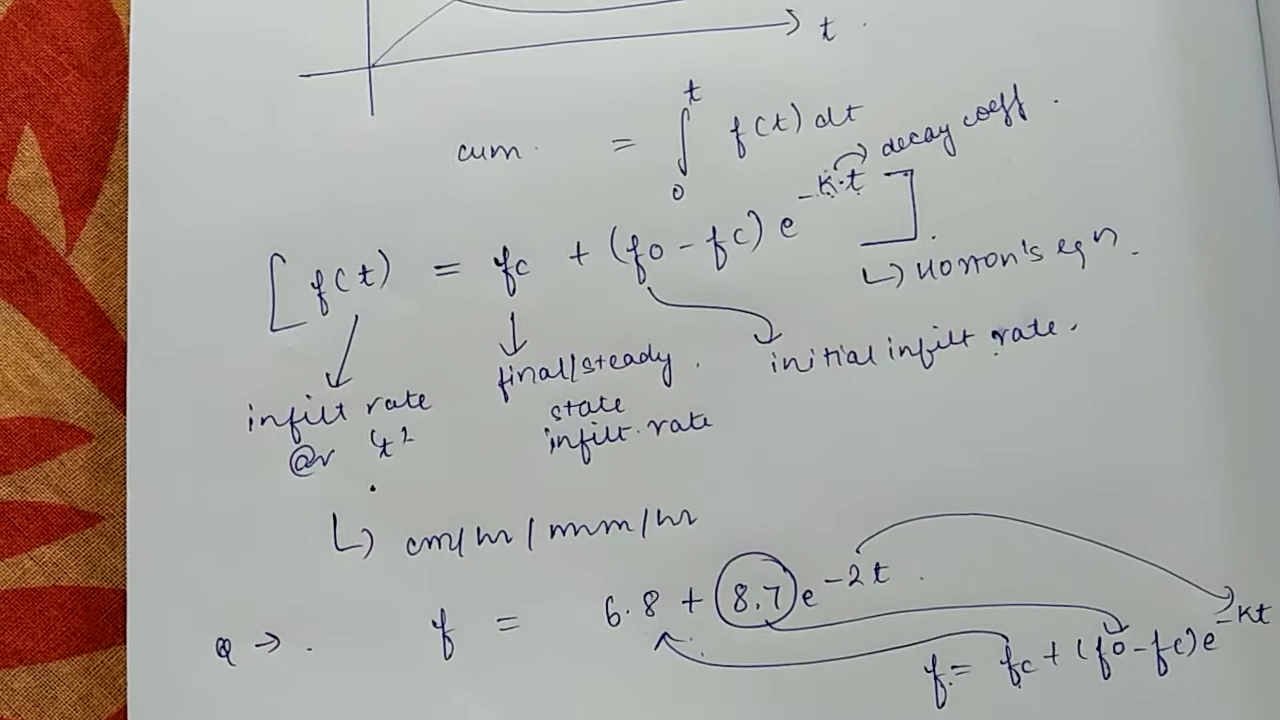 t .
cum. = ∫₀ᵗ f(t) dt
decay coeff.
[ f(t) = fc + (fo - fc) e^-k.t ] .
↳ Horton's eqn.
infilt rate
@ 't'
final/steady
state
infilt. rate
initial infilt rate.
↳ cm/hr / mm/hr
Q → . f = 6.8 + 8.7 e^-2t .
f = fc + (fo - fc) e^-kt